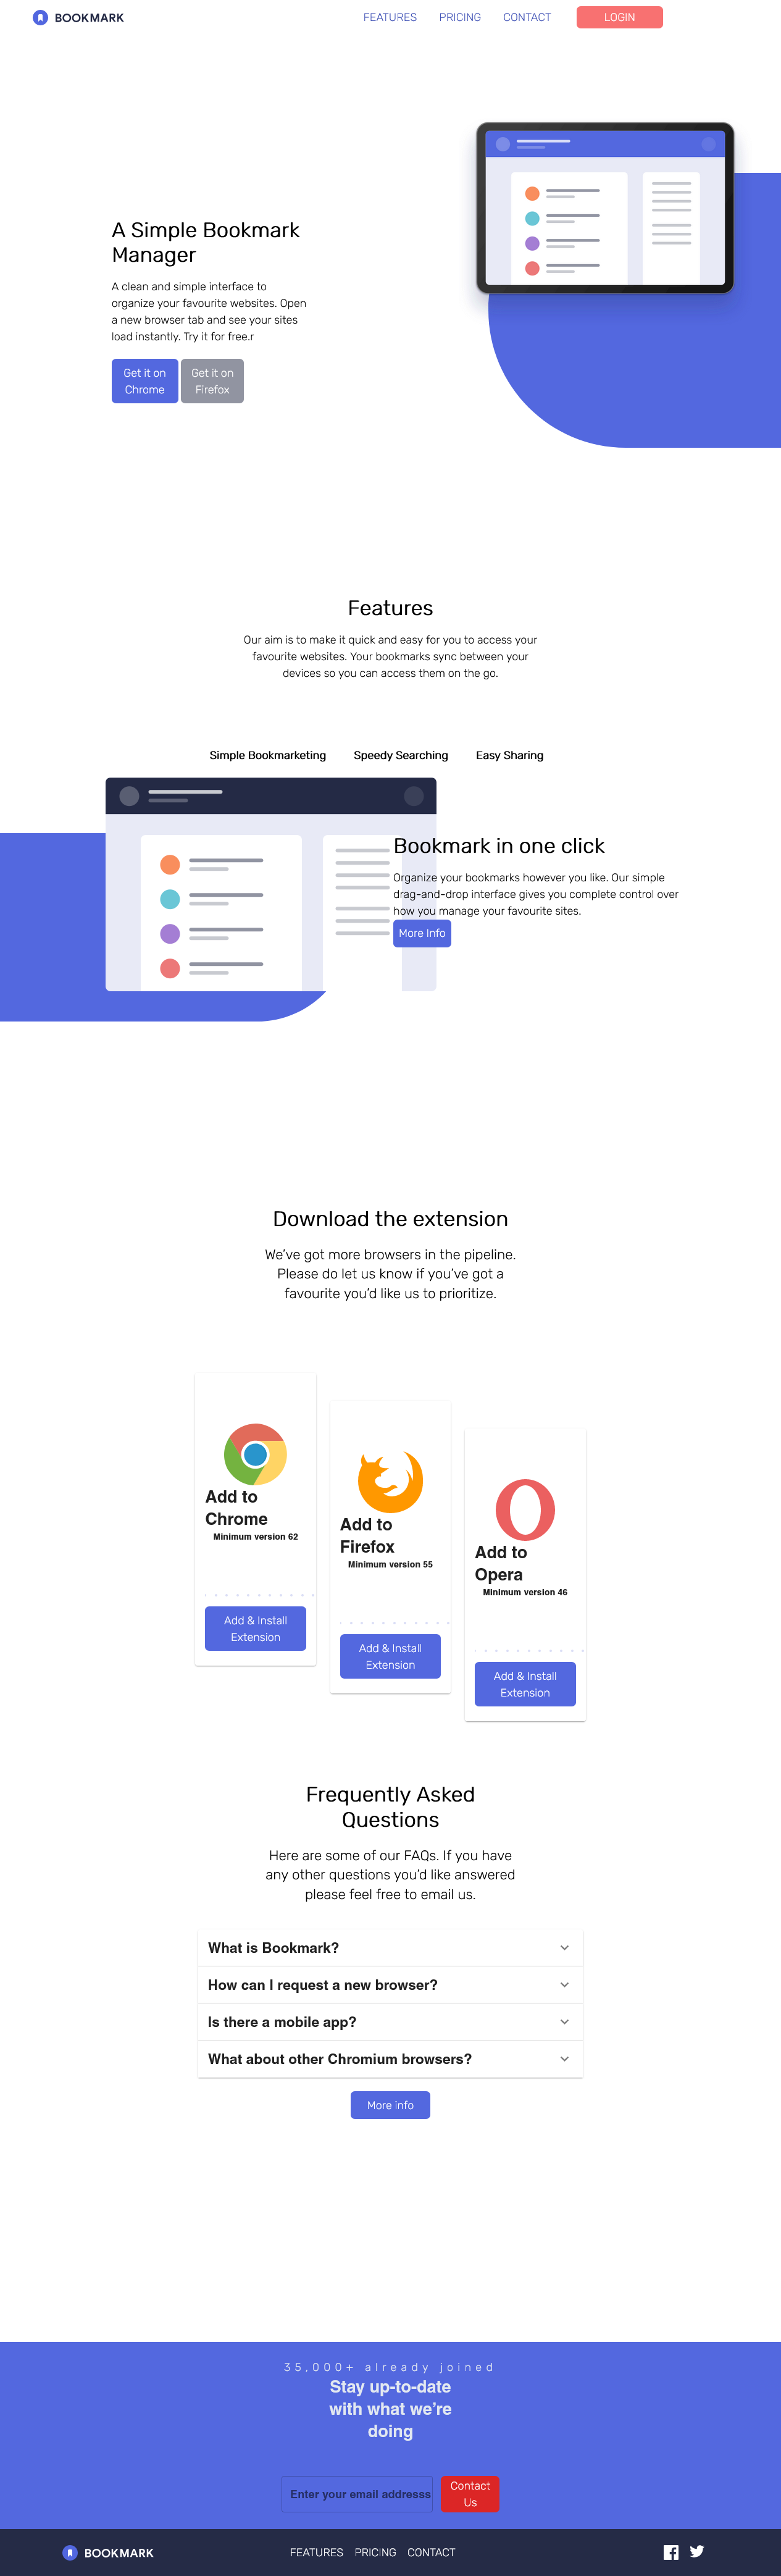 BOOKMARK
FEATURES PRICING CONTACT LOGIN
A Simple Bookmark
Manager
A clean and simple interface to
organize your favourite websites. Open
a new browser tab and see your sites
load instantly. Try it for free.r
Get it on
Chrome
Get it on
Firefox
Features
Our aim is to make it quick and easy for you to access your
favourite websites. Your bookmarks sync between your
devices so you can access them on the go.
Simple Bookmarketing Speedy Searching Easy Sharing
Bookmark in one click
Organize your bookmarks however you like. Our simple
drag-and-drop interface gives you complete control over
how you manage your favourite sites.
More Info
Download the extension
We've got more browsers in the pipeline.
Please do let us know if you've got a
favourite you'd like us to prioritize.
Add to
Chrome
Minimum version 62
Add & Install
Extension
Add to
Firefox
Minimum version 55
Add & Install
Extension
Add to
Opera
Minimum version 46
Add & Install
Extension
Frequently Asked
Questions
Here are some of our FAQs. If you have
any other questions you'd like answered
please feel free to email us.
What is Bookmark?
How can I request a new browser?
Is there a mobile app?
What about other Chromium browsers?
More info
35,000+ already joined
Stay up-to-date
with what we're
doing
Enter your email addresss
Contact
Us
BOOKMARK
FEATURES PRICING CONTACT